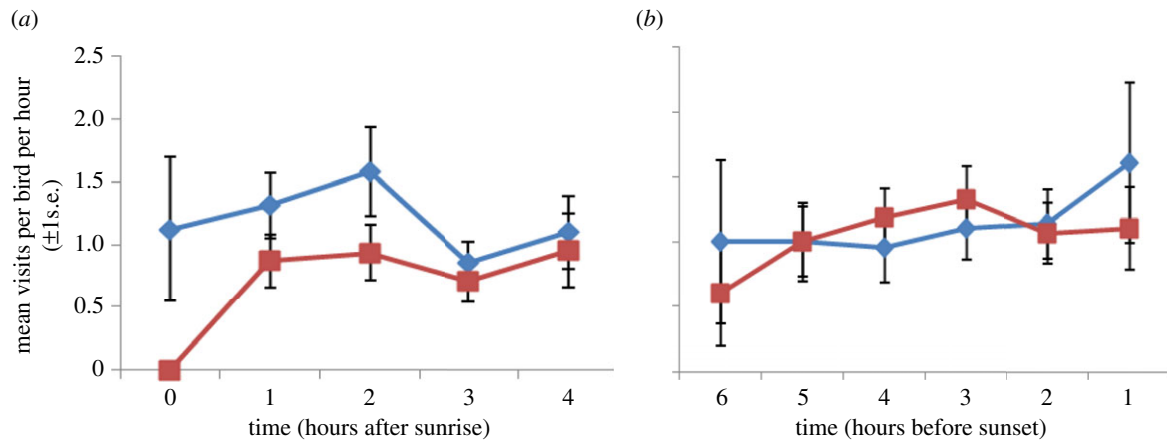 (a)
(b)
mean visits per bird per hour
(±1s.e.)
2.5
2.0
1.5
1.0
0.5
0
0 1 2 3 4
time (hours after sunrise)
6 5 4 3 2 1
time (hours before sunset)